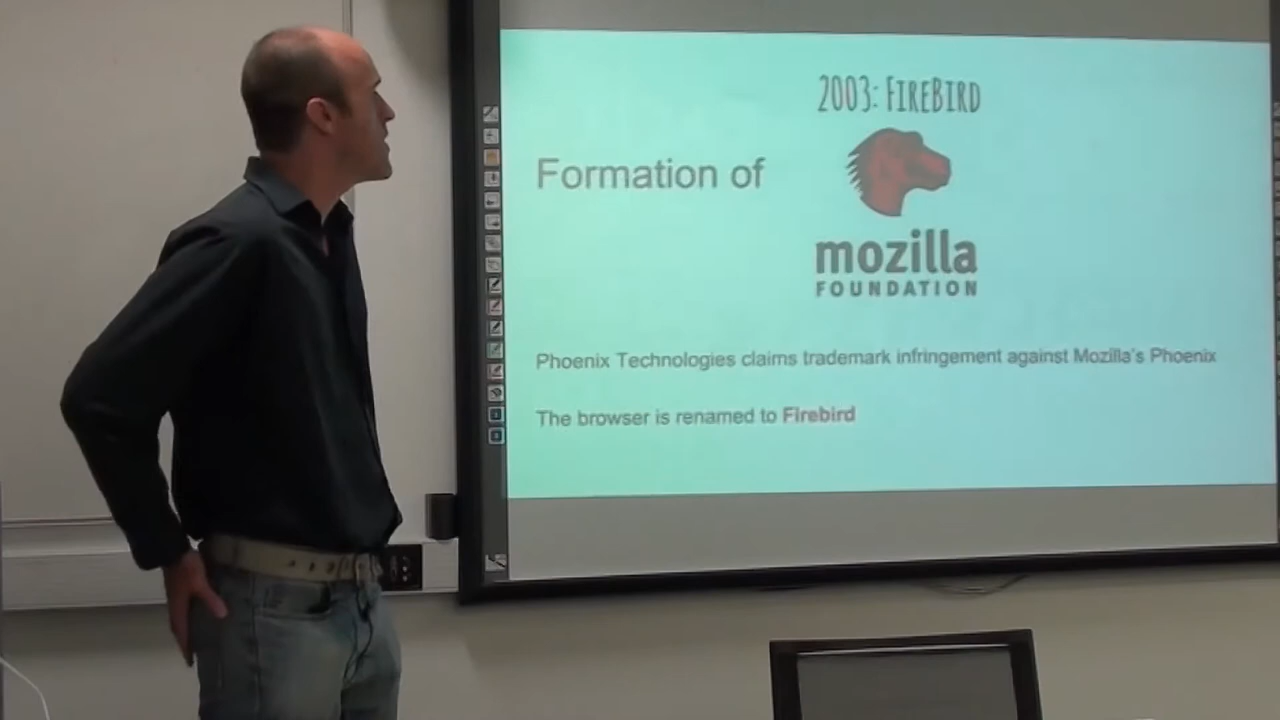 2003: FIREBIRD
Formation of
mozilla
FOUNDATION
Phoenix Technologies claims trademark infringement against Mozilla's Phoenix
The browser is renamed to Firebird